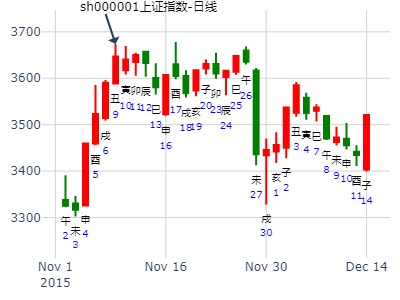 sh000001上证指数-日线
3700
3600
3500
3400
3300
午
2
未
3
申
4
酉
5
戌
6
丑
9
寅
10
卯
11
辰
12
巳
13
申
16
酉
17
戌
18
亥
19
子
20
卯
23
辰
24
巳
25
午
26
未
27
戌
30
亥
1
子
2
丑
3
寅
4
巳
7
午
8
未
9
申
10
酉
11
子
14
Nov 1
2015
Nov 16
Nov 30
Dec 14